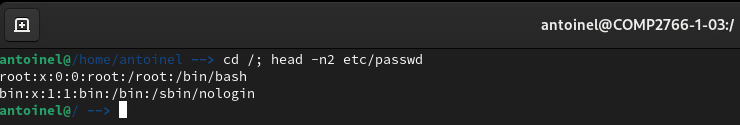 antoinel@COMP2766-1-03:/
antoinel@/home/antoinel --> cd /; head -n2 etc/passwd
root:x:0:0:root:/root:/bin/bash
bin:x:1:1:bin:/bin:/sbin/nologin
antoinel@/ -->